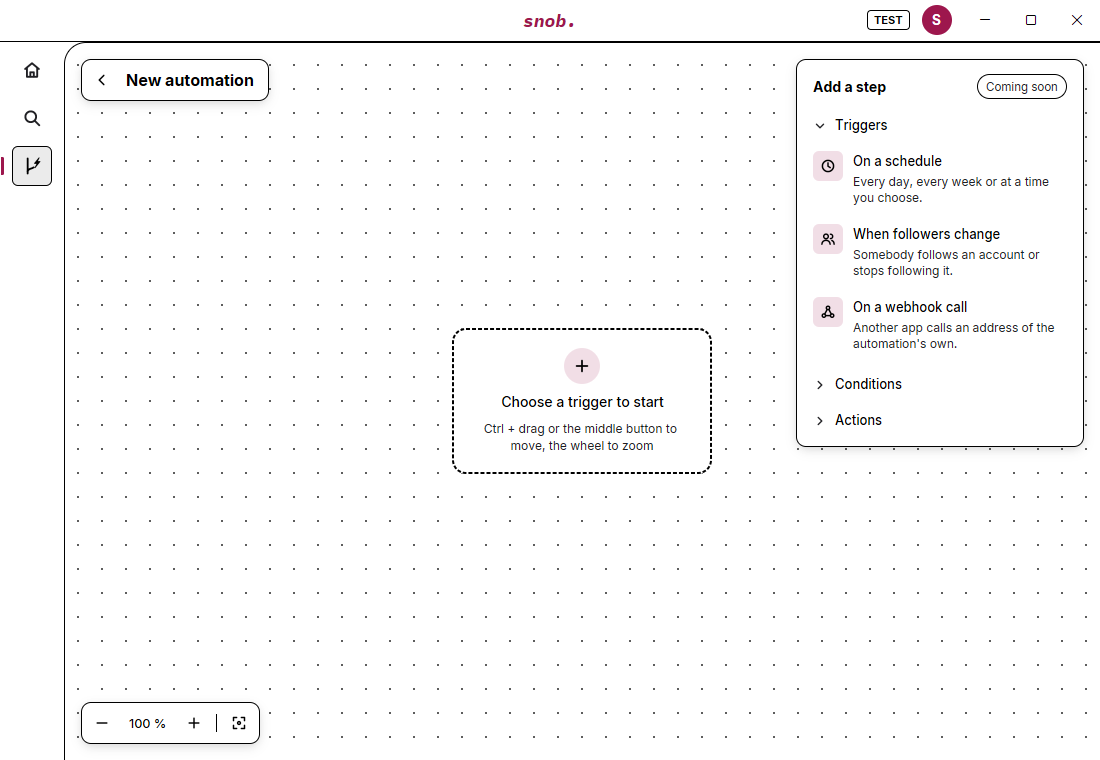 snob.
TEST
S
New automation
Add a step
Coming soon
Triggers
On a schedule
Every day, every week or at a time
you choose.
When followers change
Somebody follows an account or
stops following it.
On a webhook call
Another app calls an address of the
automation's own.
Conditions
Actions
Choose a trigger to start
Ctrl + drag or the middle button to
move, the wheel to zoom
100 %